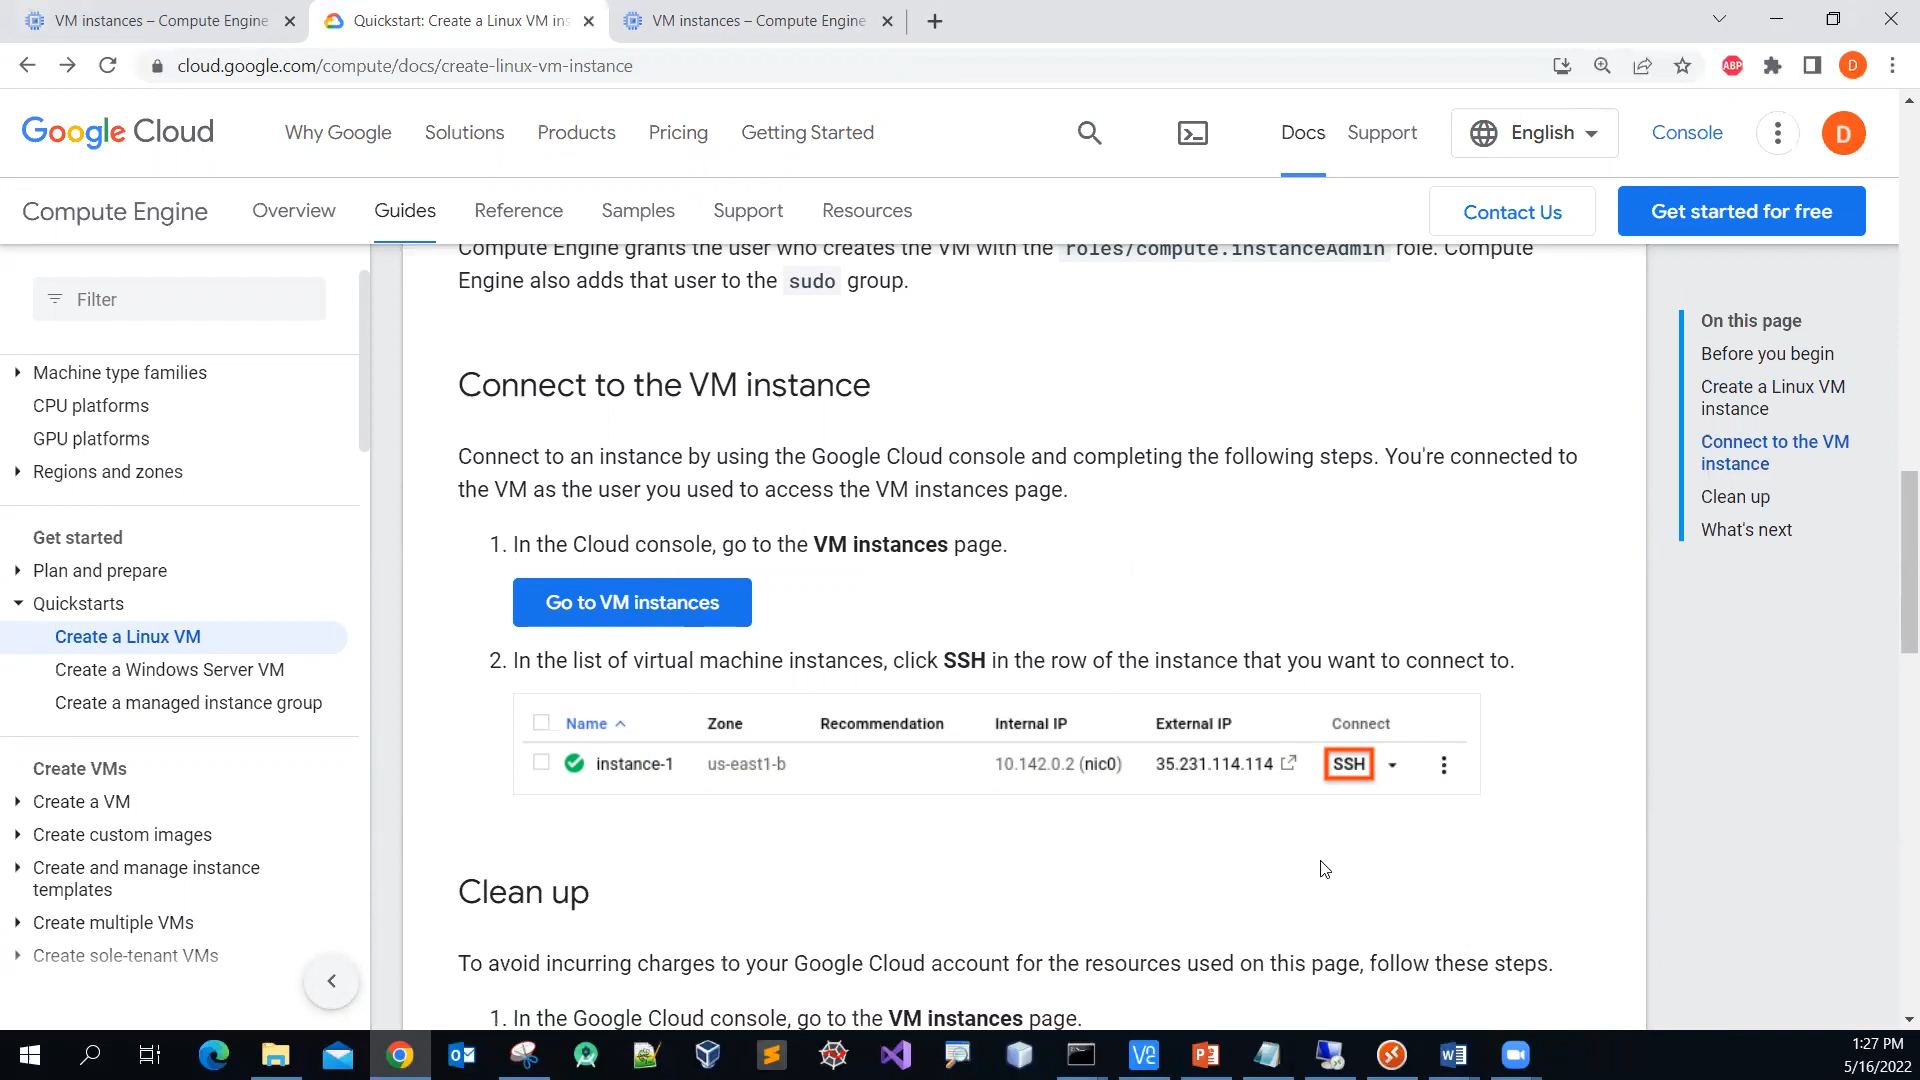 VM instances – Compute Engine
Quickstart: Create a Linux VM ins
VM instances – Compute Engine
cloud.google.com/compute/docs/create-linux-vm-instance
ABP
D
Google Cloud
Why Google
Solutions
Products
Pricing
Getting Started
Docs
Support
English
Console
D
Compute Engine
Overview
Guides
Reference
Samples
Support
Resources
Contact Us
Get started for free
Filter
Machine type families
CPU platforms
GPU platforms
Regions and zones
Get started
Plan and prepare
Quickstarts
Create a Linux VM
Create a Windows Server VM
Create a managed instance group
Create VMs
Create a VM
Create custom images
Create and manage instance
templates
Create multiple VMs
Create sole-tenant VMs
Compute Engine grants the user who creates the VM with the roles/compute.instanceAdmin role. Compute
Engine also adds that user to the sudo group.
Connect to the VM instance
Connect to an instance by using the Google Cloud console and completing the following steps. You're connected to
the VM as the user you used to access the VM instances page.
1. In the Cloud console, go to the VM instances page.
Go to VM instances
2. In the list of virtual machine instances, click SSH in the row of the instance that you want to connect to.
Name Zone Recommendation Internal IP External IP Connect
instance-1 us-east1-b 10.142.0.2 (nic0) 35.231.114.114 SSH
Clean up
To avoid incurring charges to your Google Cloud account for the resources used on this page, follow these steps.
1. In the Google Cloud console, go to the VM instances page.
On this page
Before you begin
Create a Linux VM
instance
Connect to the VM
instance
Clean up
What's next
1:27 PM
5/16/2022